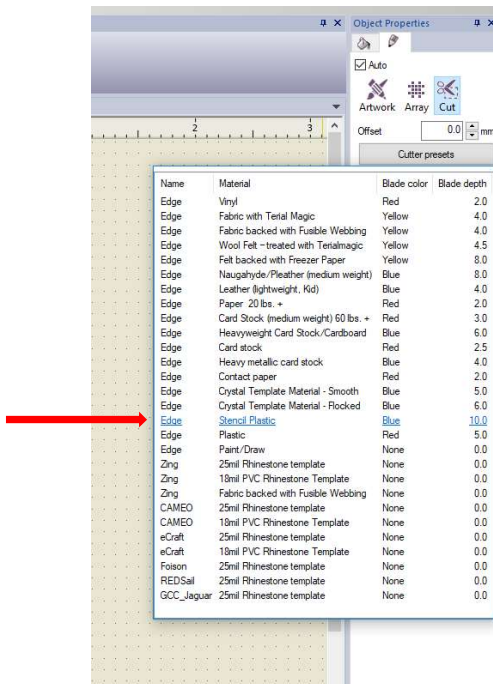 Object Properties
Auto
Artwork Array Cut
2 3
Offset 0.0 mm
Cutter presets
Name Material Blade color Blade depth
Edge Vinyl Red 2.0
Edge Fabric with Terial Magic Yellow 4.0
Edge Fabric backed with Fusible Webbing Yellow 4.0
Edge Wool Felt - treated with Terialmagic Yellow 4.5
Edge Felt backed with Freezer Paper Yellow 8.0
Edge Naugahyde/Pleather (medium weight) Blue 8.0
Edge Leather (lightweight, Kid) Blue 4.0
Edge Paper 20 lbs. + Red 2.0
Edge Card Stock (medium weight) 60 lbs. + Red 3.0
Edge Heavyweight Card Stock/Cardboard Blue 6.0
Edge Card stock Red 2.5
Edge Heavy metallic card stock Blue 4.0
Edge Contact paper Red 2.0
Edge Crystal Template Material - Smooth Blue 5.0
Edge Crystal Template Material - Flocked Blue 6.0
Edge Stencil Plastic Blue 10.0
Edge Plastic Red 5.0
Edge Paint/Draw None 0.0
Zing 25mil Rhinestone template None 0.0
Zing 18mil PVC Rhinestone Template None 0.0
Zing Fabric backed with Fusible Webbing None 0.0
CAMEO 25mil Rhinestone template None 0.0
CAMEO 18mil PVC Rhinestone Template None 0.0
eCraft 25mil Rhinestone template None 0.0
eCraft 18mil PVC Rhinestone Template None 0.0
Foison 25mil Rhinestone template None 0.0
REDSail 25mil Rhinestone template None 0.0
GCC_Jaguar 25mil Rhinestone template None 0.0